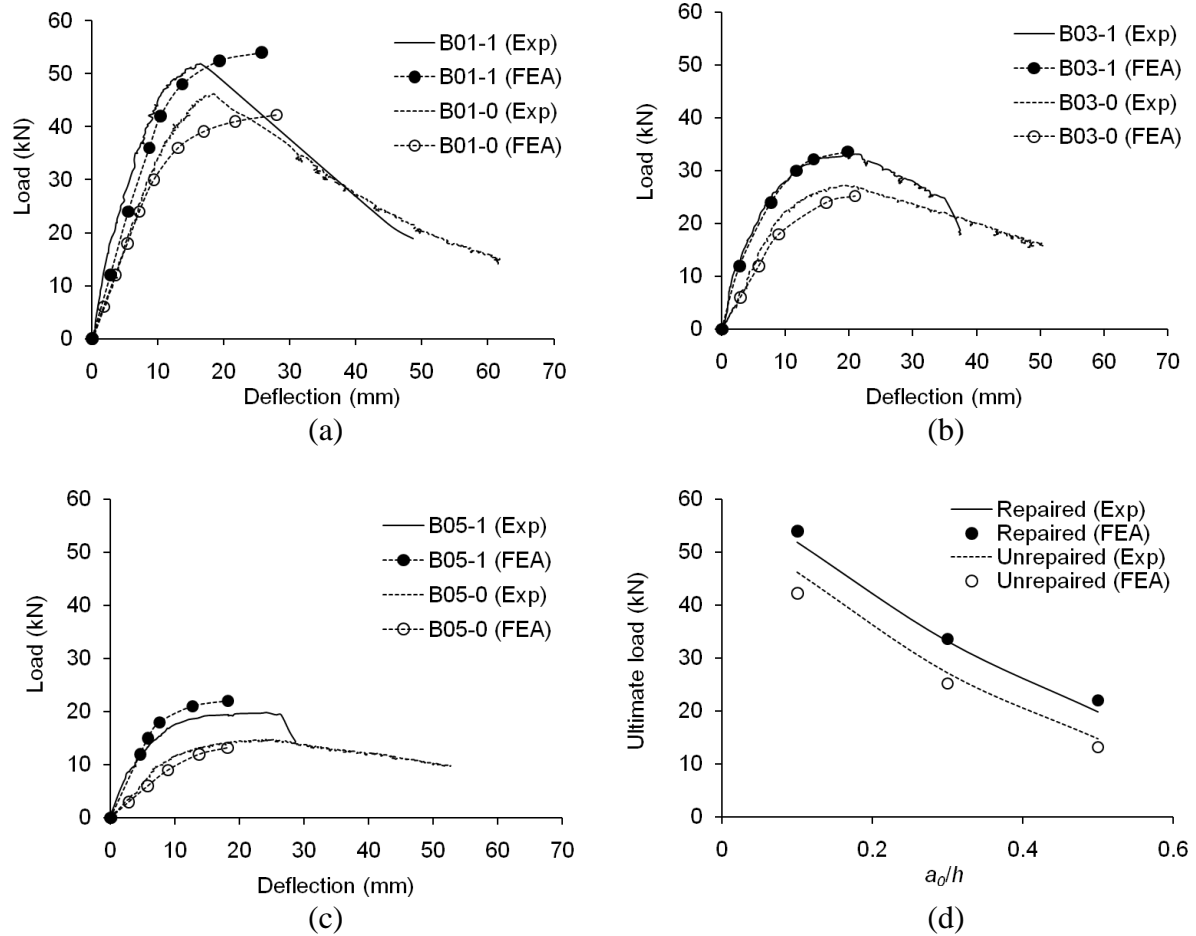 60
50
40
30
20
10
0
Load (kN)
B01-1 (Exp)
B01-1 (FEA)
B01-0 (Exp)
B01-0 (FEA)
0 10 20 30 40 50 60 70
Deflection (mm)
(a)
60
50
40
30
20
10
0
Load (kN)
B03-1 (Exp)
B03-1 (FEA)
B03-0 (Exp)
B03-0 (FEA)
0 10 20 30 40 50 60 70
Deflection (mm)
(b)
60
50
40
30
20
10
0
Load (kN)
B05-1 (Exp)
B05-1 (FEA)
B05-0 (Exp)
B05-0 (FEA)
0 10 20 30 40 50 60 70
Deflection (mm)
(c)
60
50
40
30
20
10
0
Ultimate load (kN)
Repaired (Exp)
Repaired (FEA)
Unrepaired (Exp)
Unrepaired (FEA)
0 0.2 0.4 0.6
a0/h
(d)